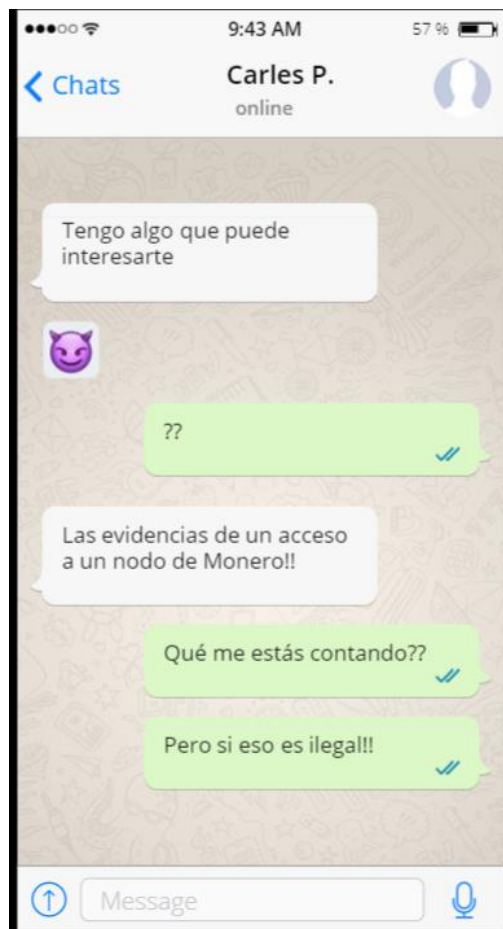 9:43 AM
57 %
Chats
Carles P.
online
Tengo algo que puede
interesarte
??
Las evidencias de un acceso
a un nodo de Monero!!
Qué me estás contando??
Pero si eso es ilegal!!
Message